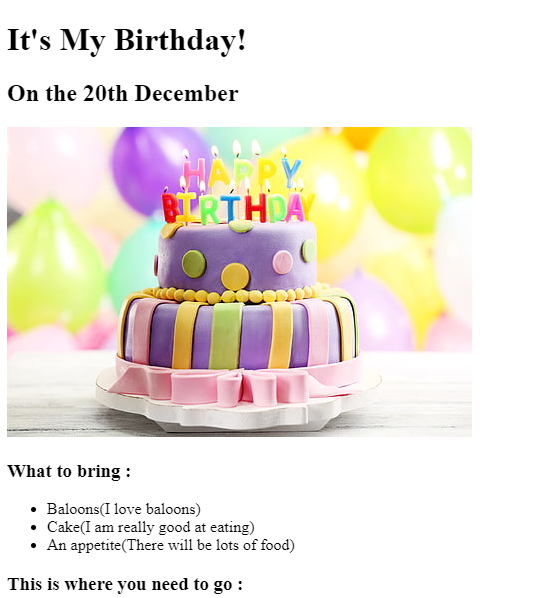 It's My Birthday!
On the 20th December
HAPPY
BIRTHDAY
What to bring :
Baloons(I love baloons)
Cake(I am really good at eating)
An appetite(There will be lots of food)
This is where you need to go :